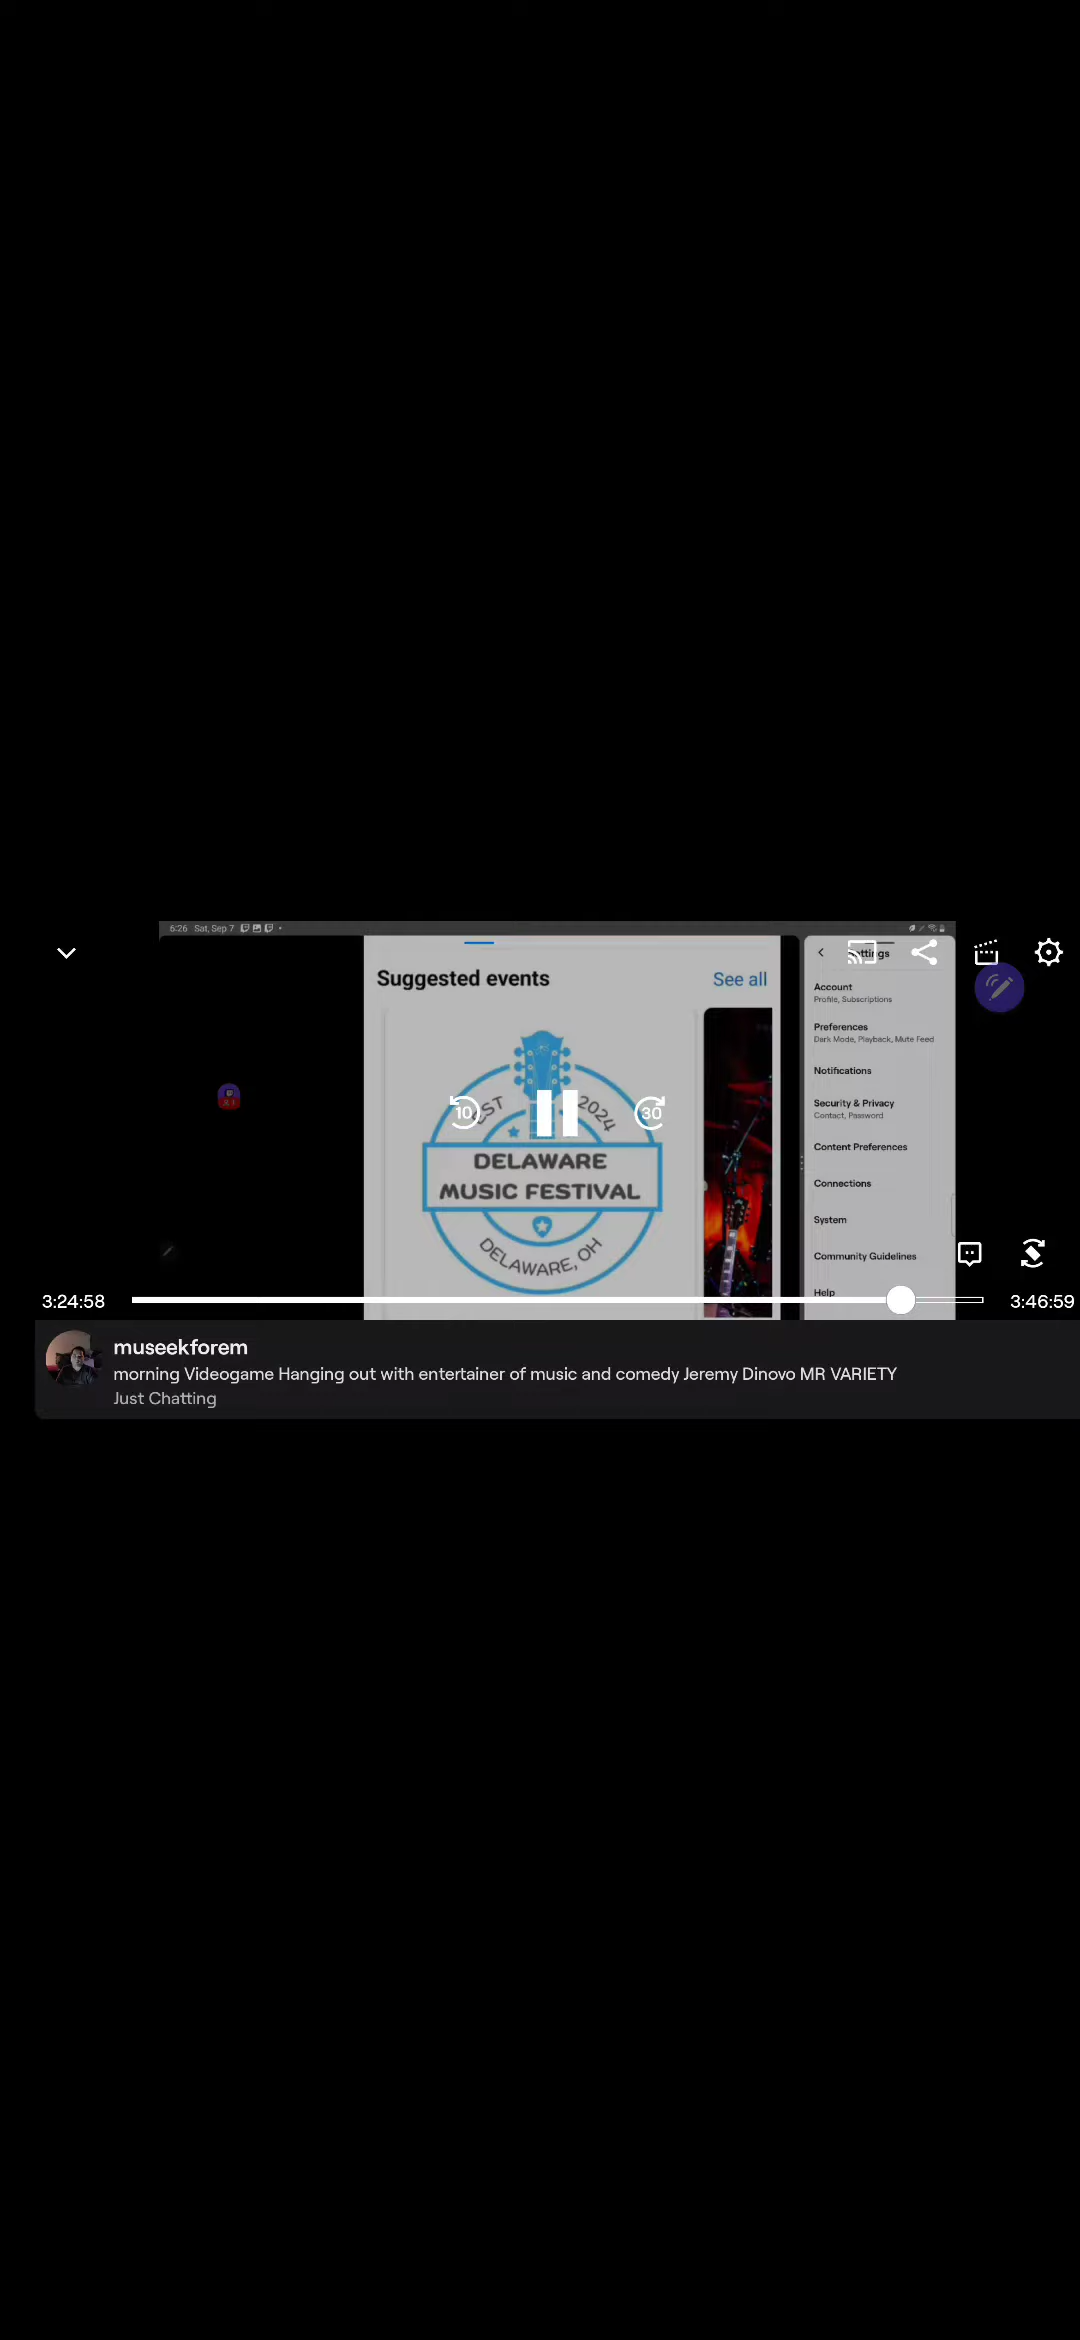 6:26 Sat, Sep 7
Suggested events
See all
EST 2024
DELAWARE
MUSIC FESTIVAL
DELAWARE, OH
10
30
Settings
Account
Profile, Subscriptions
Preferences
Dark Mode, Playback, Mute Feed
Notifications
Security & Privacy
Contact, Password
Content Preferences
Connections
System
Community Guidelines
Help
3:24:58
3:46:59
museekforem
morning Videogame Hanging out with entertainer of music and comedy Jeremy Dinovo MR VARIETY
Just Chatting